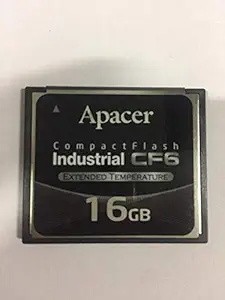 Apacer
CompactFlash
Industrial CF6
EXTENDED TEMPERATURE
16GB